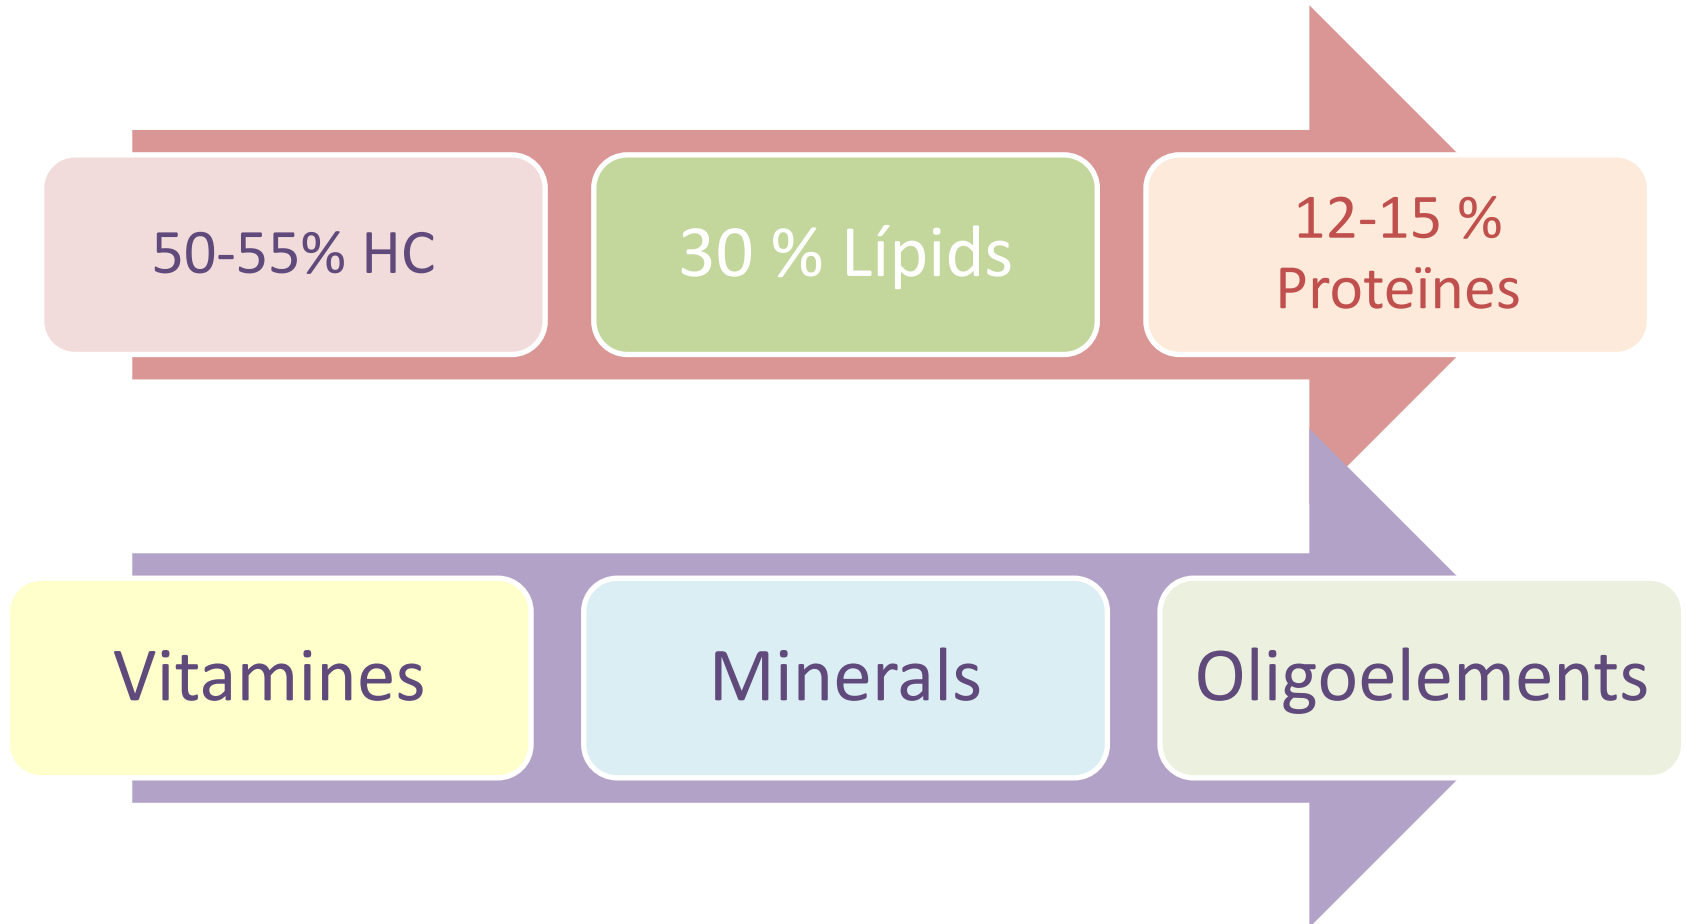 50-55% HC
30 % Lípids
12-15 %
Proteïnes
Vitamines
Minerals
Oligoelements